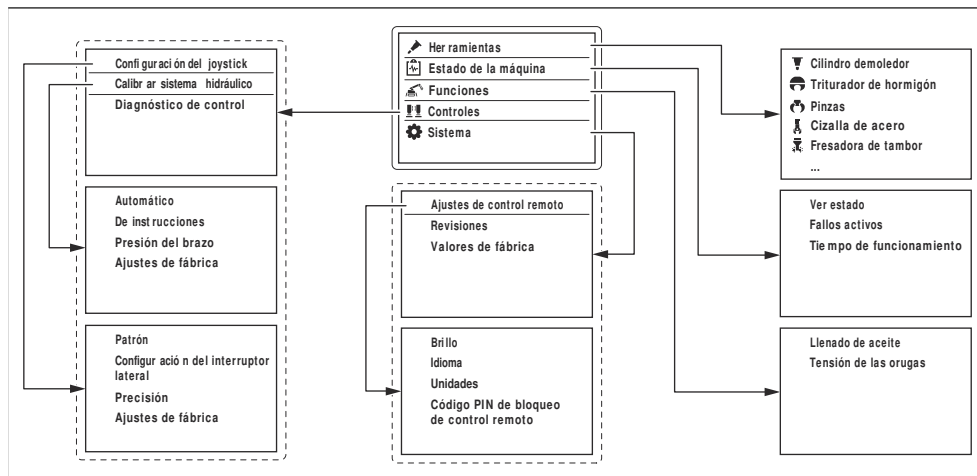 Configuración del joystick
Calibrar sistema hidráulico
Diagnóstico de control
Automático
De instrucciones
Presión del brazo
Ajustes de fábrica
Patrón
Configuración del interruptor
lateral
Precisión
Ajustes de fábrica
Herramientas
Estado de la máquina
Funciones
Controles
Sistema
Ajustes de control remoto
Revisiones
Valores de fábrica
Brillo
Idioma
Unidades
Código PIN de bloqueo
de control remoto
Cilindro demoledor
Triturador de hormigón
Pinzas
Cizalla de acero
Fresadora de tambor
...
Ver estado
Fallos activos
Tiempo de funcionamiento
Llenado de aceite
Tensión de las orugas